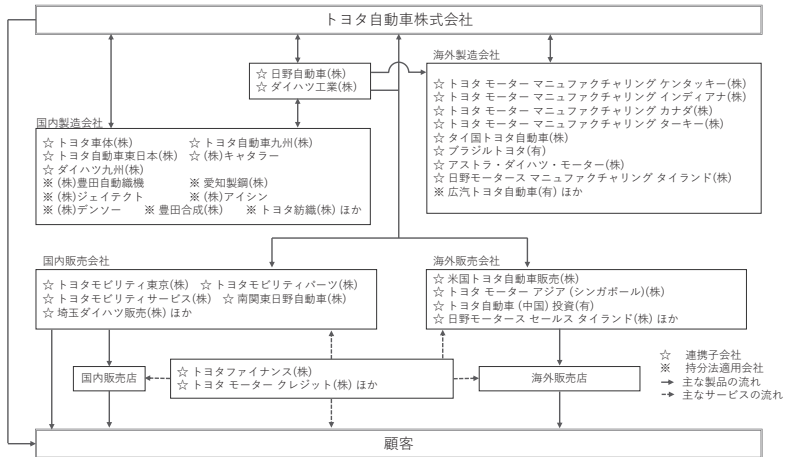 トヨタ自動車株式会社
☆ 日野自動車(株)
☆ ダイハツ工業(株)
海外製造会社
☆ トヨタ モーター マニュファクチャリング ケンタッキー(株)
☆ トヨタ モーター マニュファクチャリング インディアナ(株)
☆ トヨタ モーター マニュファクチャリング カナダ(株)
☆ トヨタ モーター マニュファクチャリング ターキー(株)
☆ タイ国トヨタ自動車(株)
☆ ブラジルトヨタ(有)
☆ アストラ・ダイハツ・モーター(株)
☆ 日野モータース マニュファクチャリング タイランド(株)
※ 広汽トヨタ自動車(有) ほか
国内製造会社
☆ トヨタ車体(株) ☆ トヨタ自動車九州(株)
☆ トヨタ自動車東日本(株) ☆ (株)キャタラー
☆ ダイハツ九州(株)
※ (株)豊田自動織機 ※ 愛知製鋼(株)
※ (株)ジェイテクト ※ (株)アイシン
※ (株)デンソー ※ 豊田合成(株) ※ トヨタ紡織(株) ほか
国内販売会社
☆ トヨタモビリティ東京(株) ☆ トヨタモビリティパーツ(株)
☆ トヨタモビリティサービス(株) ☆ 南関東日野自動車(株)
☆ 埼玉ダイハツ販売(株) ほか
海外販売会社
☆ 米国トヨタ自動車販売(株)
☆ トヨタ モーター アジア (シンガポール)(株)
☆ トヨタ自動車 (中国) 投資(有)
☆ 日野モータース セールス タイランド(株) ほか
国内販売店
☆ トヨタファイナンス(株)
☆ トヨタ モーター クレジット(株) ほか
海外販売店
☆ 連携子会社
※ 持分法適用会社
主な製品の流れ
主なサービスの流れ
顧客